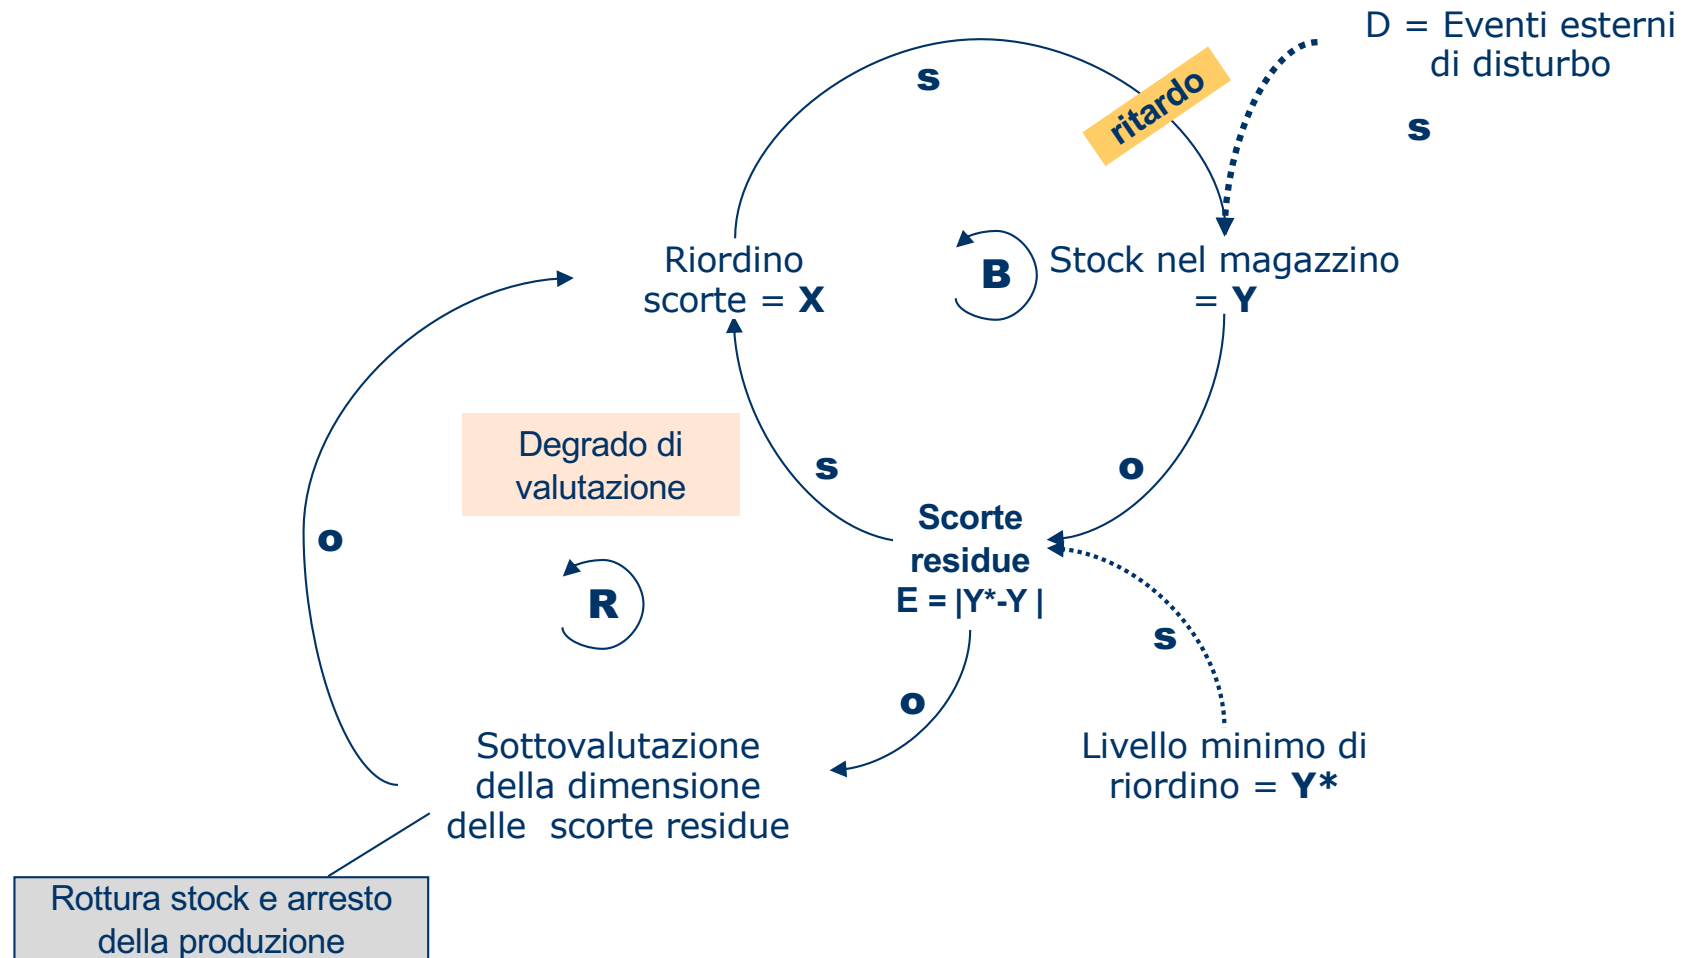 D = Eventi esterni
di disturbo
s
s
ritardo
Riordino
scorte = X
B
Stock nel magazzino
= Y
Degrado di
valutazione
s
o
o
Scorte
residue
E = |Y*-Y |
R
s
o
Sottovalutazione
della dimensione
delle  scorte residue
Livello minimo di
riordino = Y*
Rottura stock e arresto
della produzione